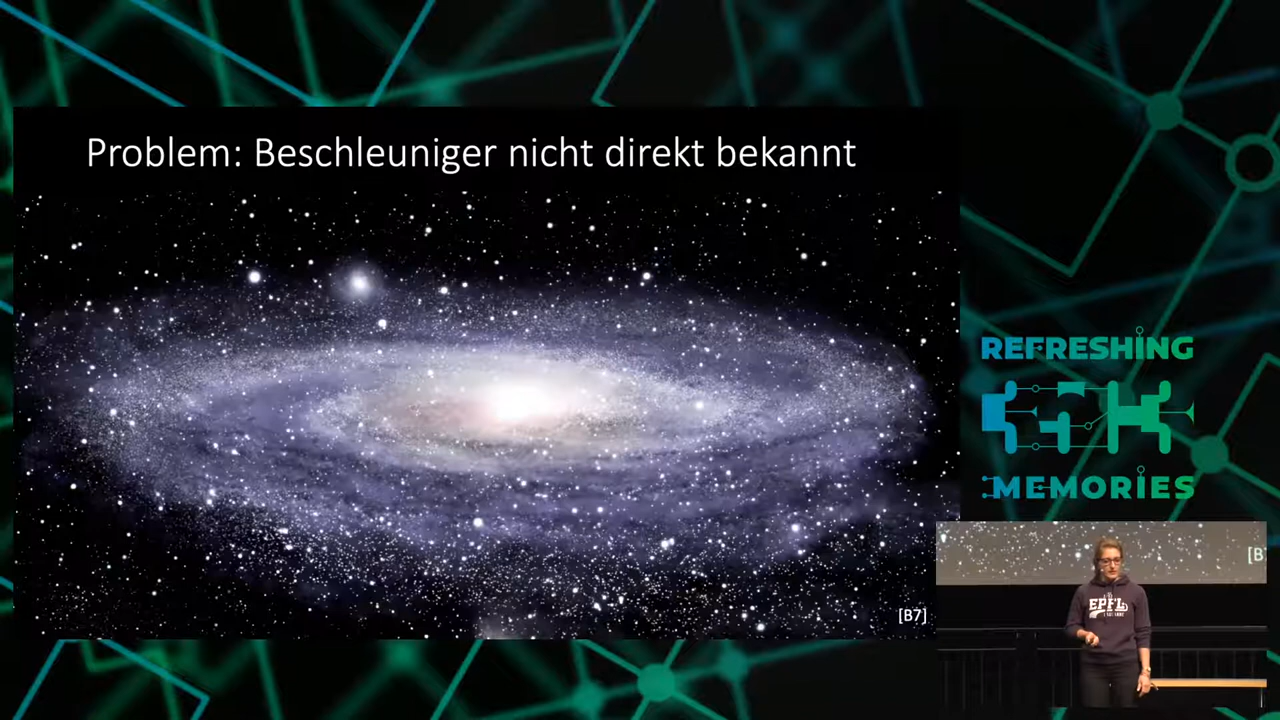 Problem: Beschleuniger nicht direkt bekannt
[B7]
REFRESHING
MEMORIES
EPFL